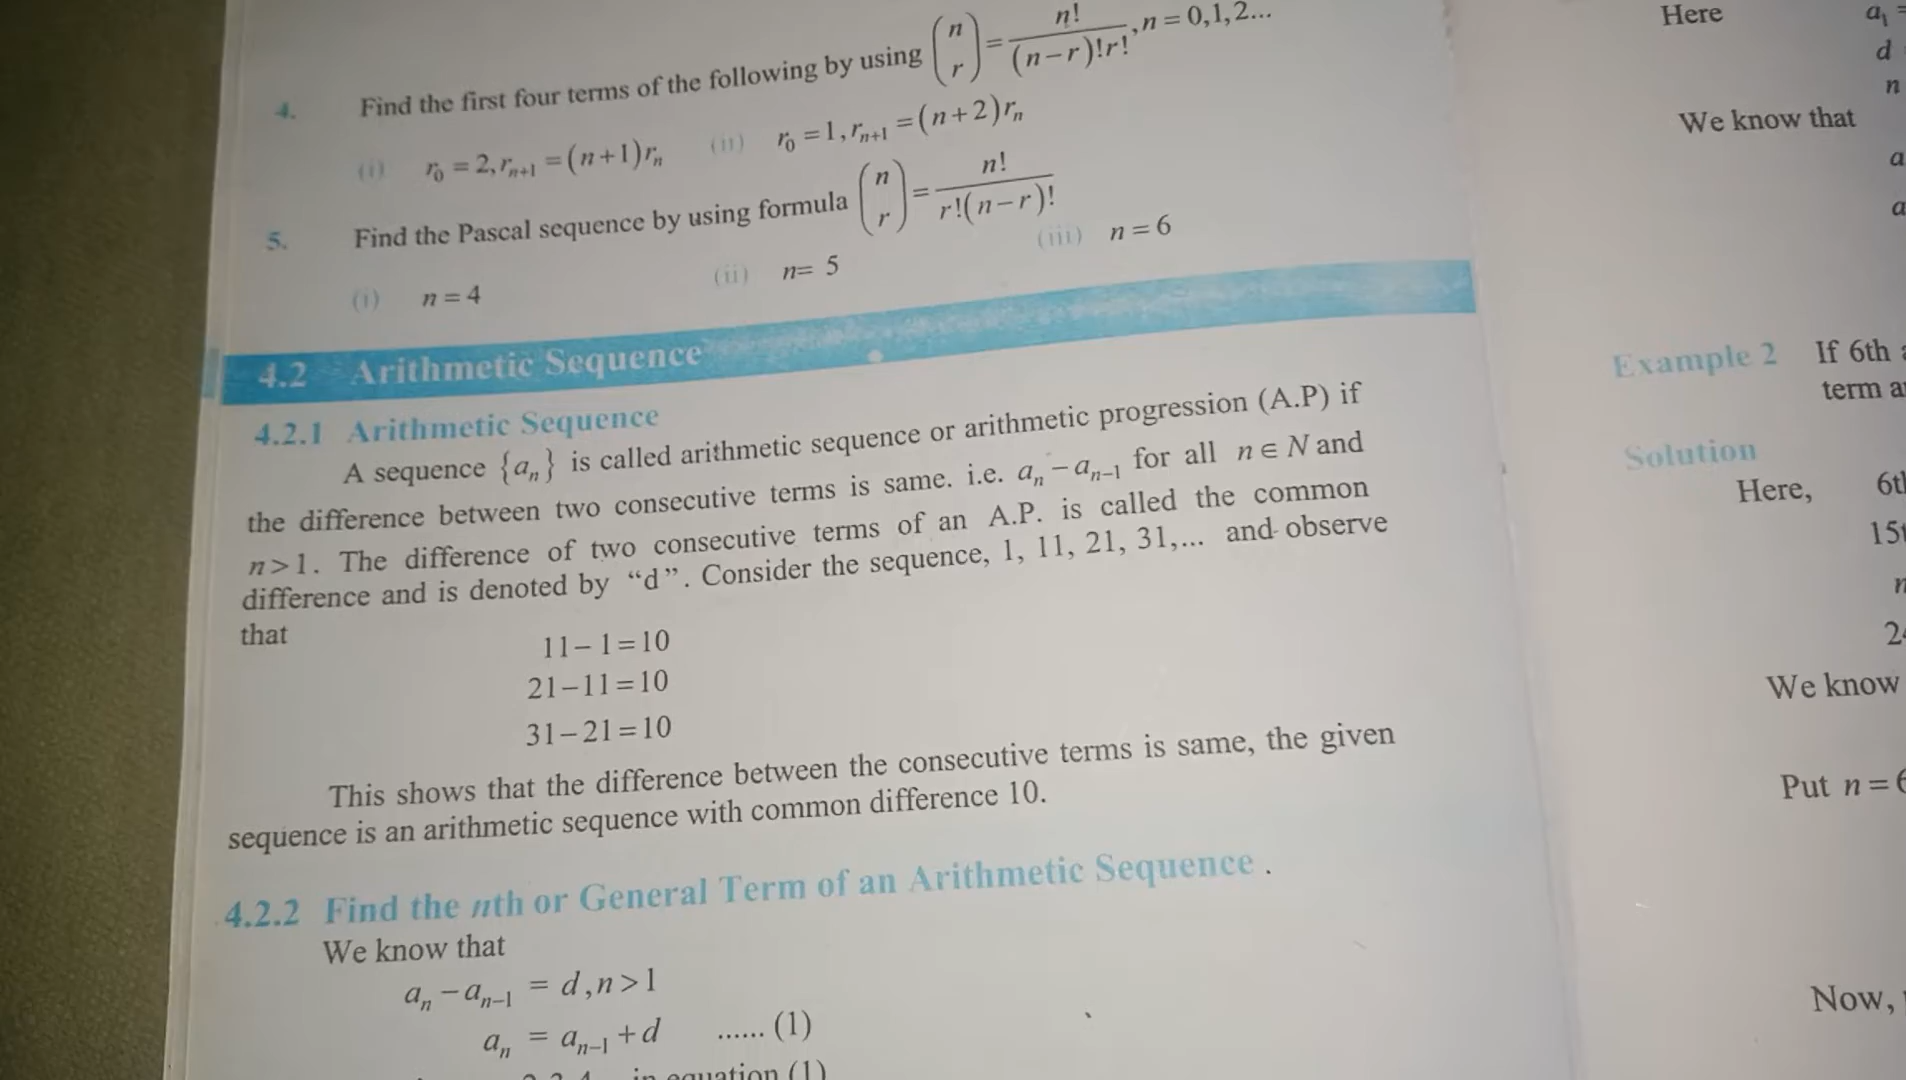 4. Find the first four terms of the following by using (n r) = n!/(n−r)!r!, n = 0,1,2...
(i) r₀ = 2, rₙ₊₁ = (n+1)rₙ (ii) r₀ = 1, rₙ₊₁ = (n+2)rₙ
5. Find the Pascal sequence by using formula (n r) = n!/r!(n−r)!
(i) n = 4 (ii) n= 5 (iii) n = 6
4.2 Arithmetic Sequence
4.2.1 Arithmetic Sequence
A sequence {aₙ} is called arithmetic sequence or arithmetic progression (A.P) if
the difference between two consecutive terms is same. i.e. aₙ − aₙ₋₁ for all n ∈ N and
n > 1. The difference of two consecutive terms of an A.P. is called the common
difference and is denoted by “d”. Consider the sequence, 1, 11, 21, 31,... and observe
that
11 − 1 = 10
21 − 11 = 10
31 − 21 = 10
This shows that the difference between the consecutive terms is same, the given
sequence is an arithmetic sequence with common difference 10.
4.2.2 Find the nth or General Term of an Arithmetic Sequence.
We know that
aₙ − aₙ₋₁ = d, n > 1
aₙ = aₙ₋₁ + d ...... (1)
in equation (1)
Here a₁ =
d
n
We know that
a
a
Example 2 If 6th
term
Solution
Here,
n
We know
Put n =
Now,